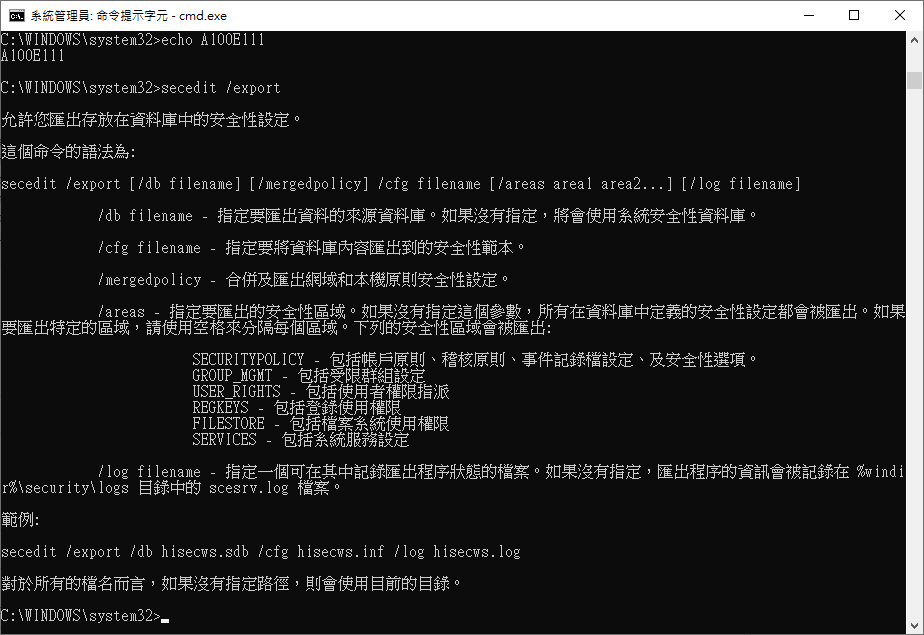 系統管理員: 命令提示字元 - cmd.exe
C:\WINDOWS\system32>echo A100E111
A100E111
C:\WINDOWS\system32>secedit /export
允許您匯出存放在資料庫中的安全性設定。
這個命令的語法為:
secedit /export [/db filename] [/mergedpolicy] /cfg filename [/areas area1 area2...] [/log filename]
/db filename - 指定要匯出資料的來源資料庫。如果沒有指定，將會使用系統安全性資料庫。
/cfg filename - 指定要將資料庫內容匯出到的安全性範本。
/mergedpolicy - 合併及匯出網域和本機原則安全性設定。
/areas - 指定要匯出的安全性區域。如果沒有指定這個參數，所有在資料庫中定義的安全性設定都會被匯出。如果
要匯出特定的區域，請使用空格來分隔每個區域。下列的安全性區域會被匯出:
SECURITYPOLICY - 包括帳戶原則、稽核原則、事件記錄檔設定、及安全性選項。
GROUP_MGMT - 包括受限群組設定
USER_RIGHTS - 包括使用者權限指派
REGKEYS - 包括登錄使用權限
FILESTORE - 包括檔案系統使用權限
SERVICES - 包括系統服務設定
/log filename - 指定一個可在其中記錄匯出程序狀態的檔案。如果沒有指定，匯出程序的資訊會被記錄在 %windi
r%\security\logs 目錄中的 scesrv.log 檔案。
範例:
secedit /export /db hisecws.sdb /cfg hisecws.inf /log hisecws.log
對於所有的檔名而言，如果沒有指定路徑，則會使用目前的目錄。
C:\WINDOWS\system32>